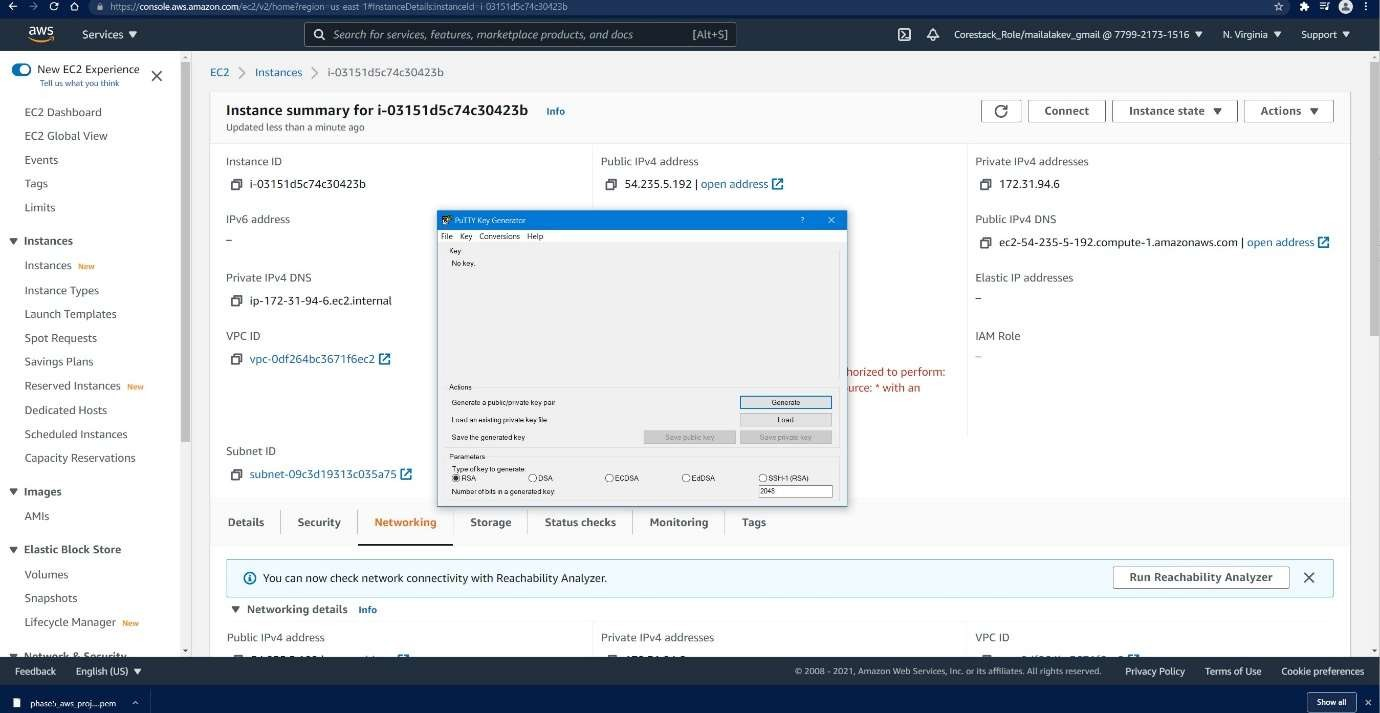 https://console.aws.amazon.com/ec2/v2/home?region=us-east-1#InstanceDetails:instanceId=i-03151d5c74c30423b
aws Services Search for services, features, marketplace products, and docs [Alt+S] Corestack_Role/mailalakev_gmail @ 7799-2173-1516 N. Virginia Support
New EC2 Experience
Tell us what you think
EC2 Dashboard
EC2 Global View
Events
Tags
Limits
Instances
Instances New
Instance Types
Launch Templates
Spot Requests
Savings Plans
Reserved Instances New
Dedicated Hosts
Scheduled Instances
Capacity Reservations
Images
AMIs
Elastic Block Store
Volumes
Snapshots
Lifecycle Manager New
Network & Security
EC2 > Instances > i-03151d5c74c30423b
Instance summary for i-03151d5c74c30423b Info
Updated less than a minute ago
Connect Instance state Actions
Instance ID
i-03151d5c74c30423b
Public IPv4 address
54.235.5.192 | open address
Private IPv4 addresses
172.31.94.6
IPv6 address
–
Public IPv4 DNS
ec2-54-235-5-192.compute-1.amazonaws.com | open address
Private IPv4 DNS
ip-172-31-94-6.ec2.internal
Elastic IP addresses
–
VPC ID
vpc-0df264bc3671f6ec2
IAM Role
–
horized to perform:
urce: * with an
Subnet ID
subnet-09c3d19313c035a75
PuTTY Key Generator ? ×
File Key Conversions Help
Key
No key.
Actions
Generate a public/private key pair Generate
Load an existing private key file Load
Save the generated key Save public key Save private key
Parameters
Type of key to generate:
RSA DSA ECDSA EdDSA SSH-1 (RSA)
Number of bits in a generated key: 2048
Details Security Networking Storage Status checks Monitoring Tags
You can now check network connectivity with Reachability Analyzer. Run Reachability Analyzer
Networking details Info
Public IPv4 address Private IPv4 addresses VPC ID
Feedback English (US) © 2008 - 2021, Amazon Web Services, Inc. or its affiliates. All rights reserved. Privacy Policy Terms of Use Cookie preferences
phase5_aws_proj....pem Show all